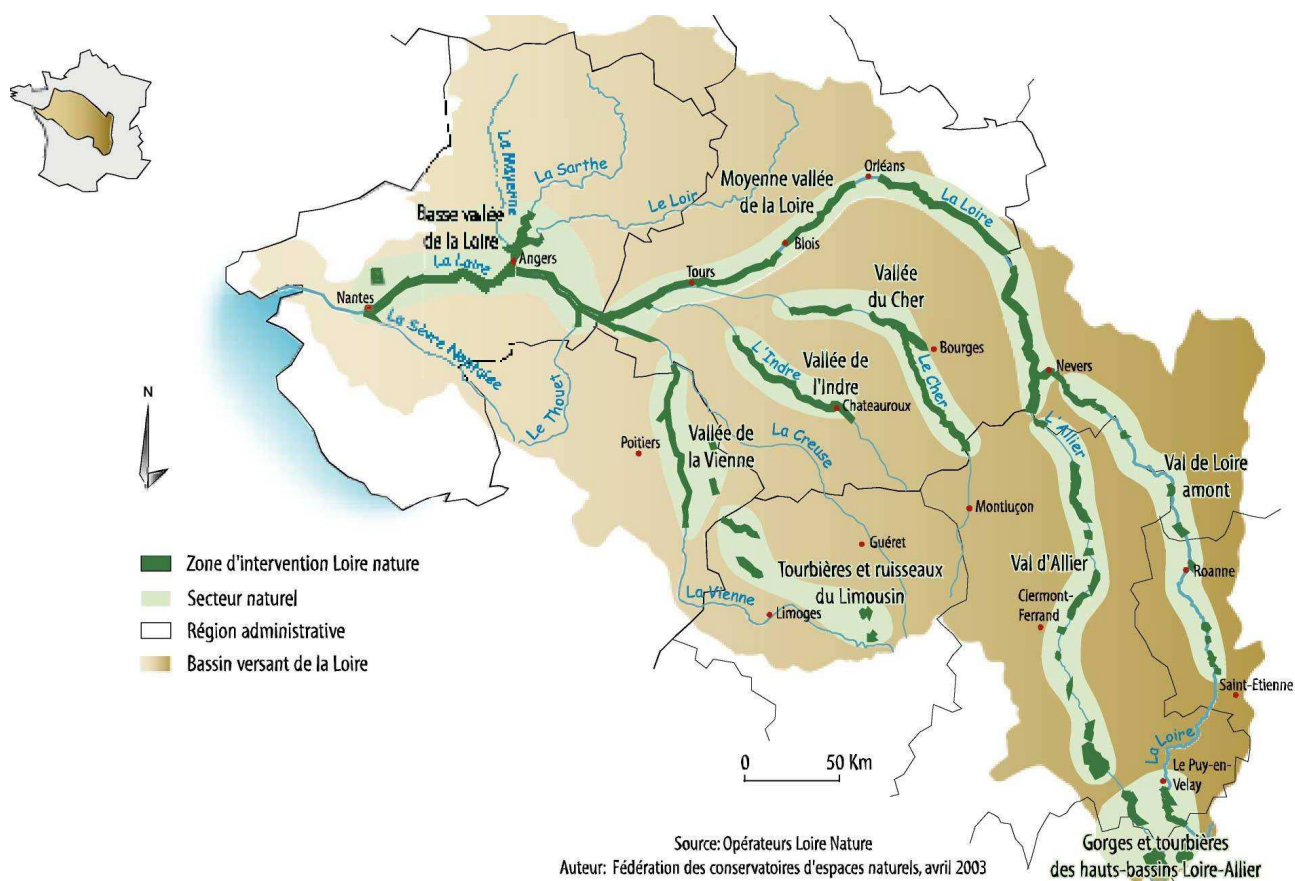 La Mayenne
La Sarthe
Le Loir
Basse vallée
de la Loire
La Loire
Angers
Nantes
La Sèvre Nantaise
Le Thouet
Moyenne vallée
de la Loire
Orléans
La Loire
Blois
Tours
Vallée
du Cher
Bourges
Le Cher
L'Indre
Vallée de
l'Indre
Chateauroux
Nevers
L'Allier
Poitiers
Vallée de
la Vienne
La Creuse
Val de Loire
amont
Montluçon
Guéret
Tourbières et ruisseaux
du Limousin
La Vienne
Limoges
Val d'Allier
Clermont-
Ferrand
Roanne
Saint-Etienne
La Loire
Le Puy-en-
Velay
Gorges et tourbières
des hauts-bassins Loire-Allier
N
Zone d'intervention Loire nature
Secteur naturel
Région administrative
Bassin versant de la Loire
0 50 Km
Source: Opérateurs Loire Nature
Auteur: Fédération des conservatoires d'espaces naturels, avril 2003